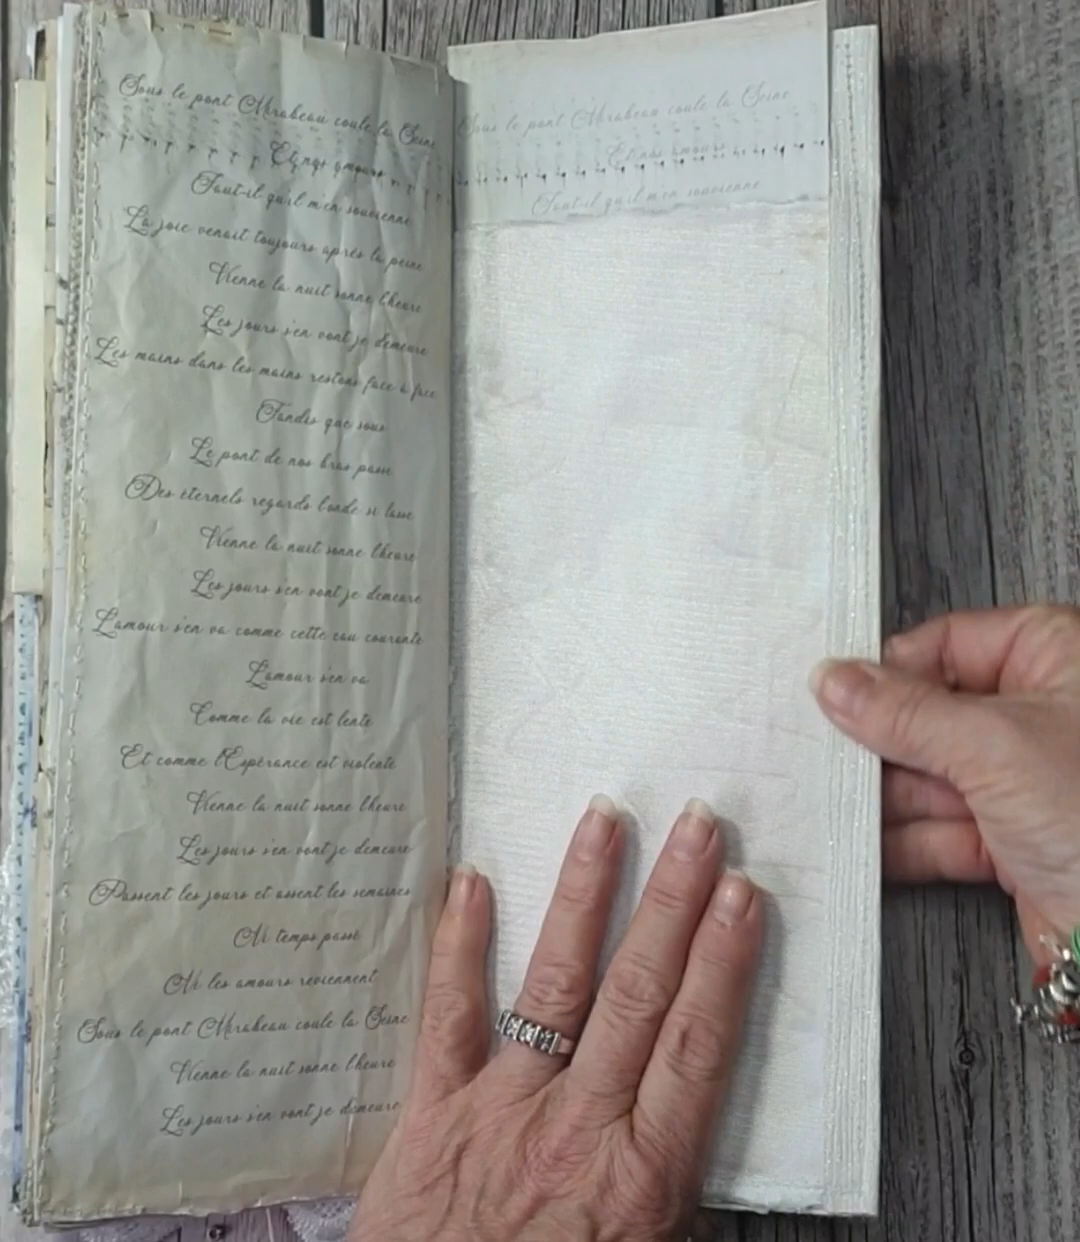 Sous le pont Mirabeau coule la Seine
Et nos amours
Faut-il qu'il m'en souvienne
La joie venait toujours après la peine
Vienne la nuit sonne l'heure
Les jours s'en vont je demeure
Les mains dans les mains restons face à face
Tandis que sous
Le pont de nos bras passe
Des éternels regards l'onde si lasse
Vienne la nuit sonne l'heure
Les jours s'en vont je demeure
L'amour s'en va comme cette eau courante
L'amour s'en va
Comme la vie est lente
Et comme l'Espérance est violente
Vienne la nuit sonne l'heure
Les jours s'en vont je demeure
Passent les jours et assent les semaines
Ni temps passé
Ni les amours reviennent
Sous le pont Mirabeau coule la Seine
Vienne la nuit sonne l'heure
Les jours s'en vont je demeure
Sous le pont Mirabeau coule la Seine
Et nos amours
Faut-il qu'il m'en souvienne